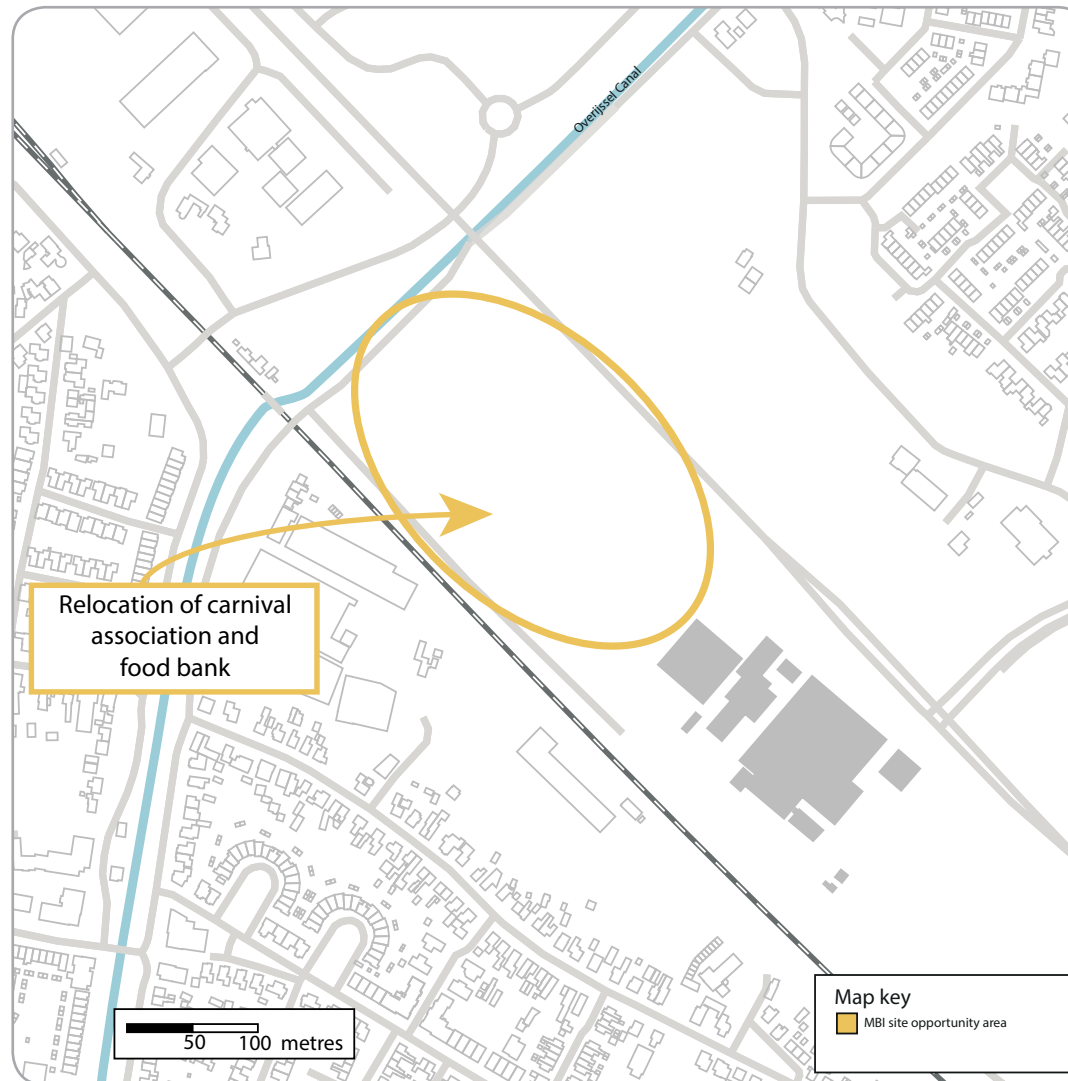 Overijssel Canal
Relocation of carnival
association and
food bank
50 100 metres
Map key
MBI site opportunity area